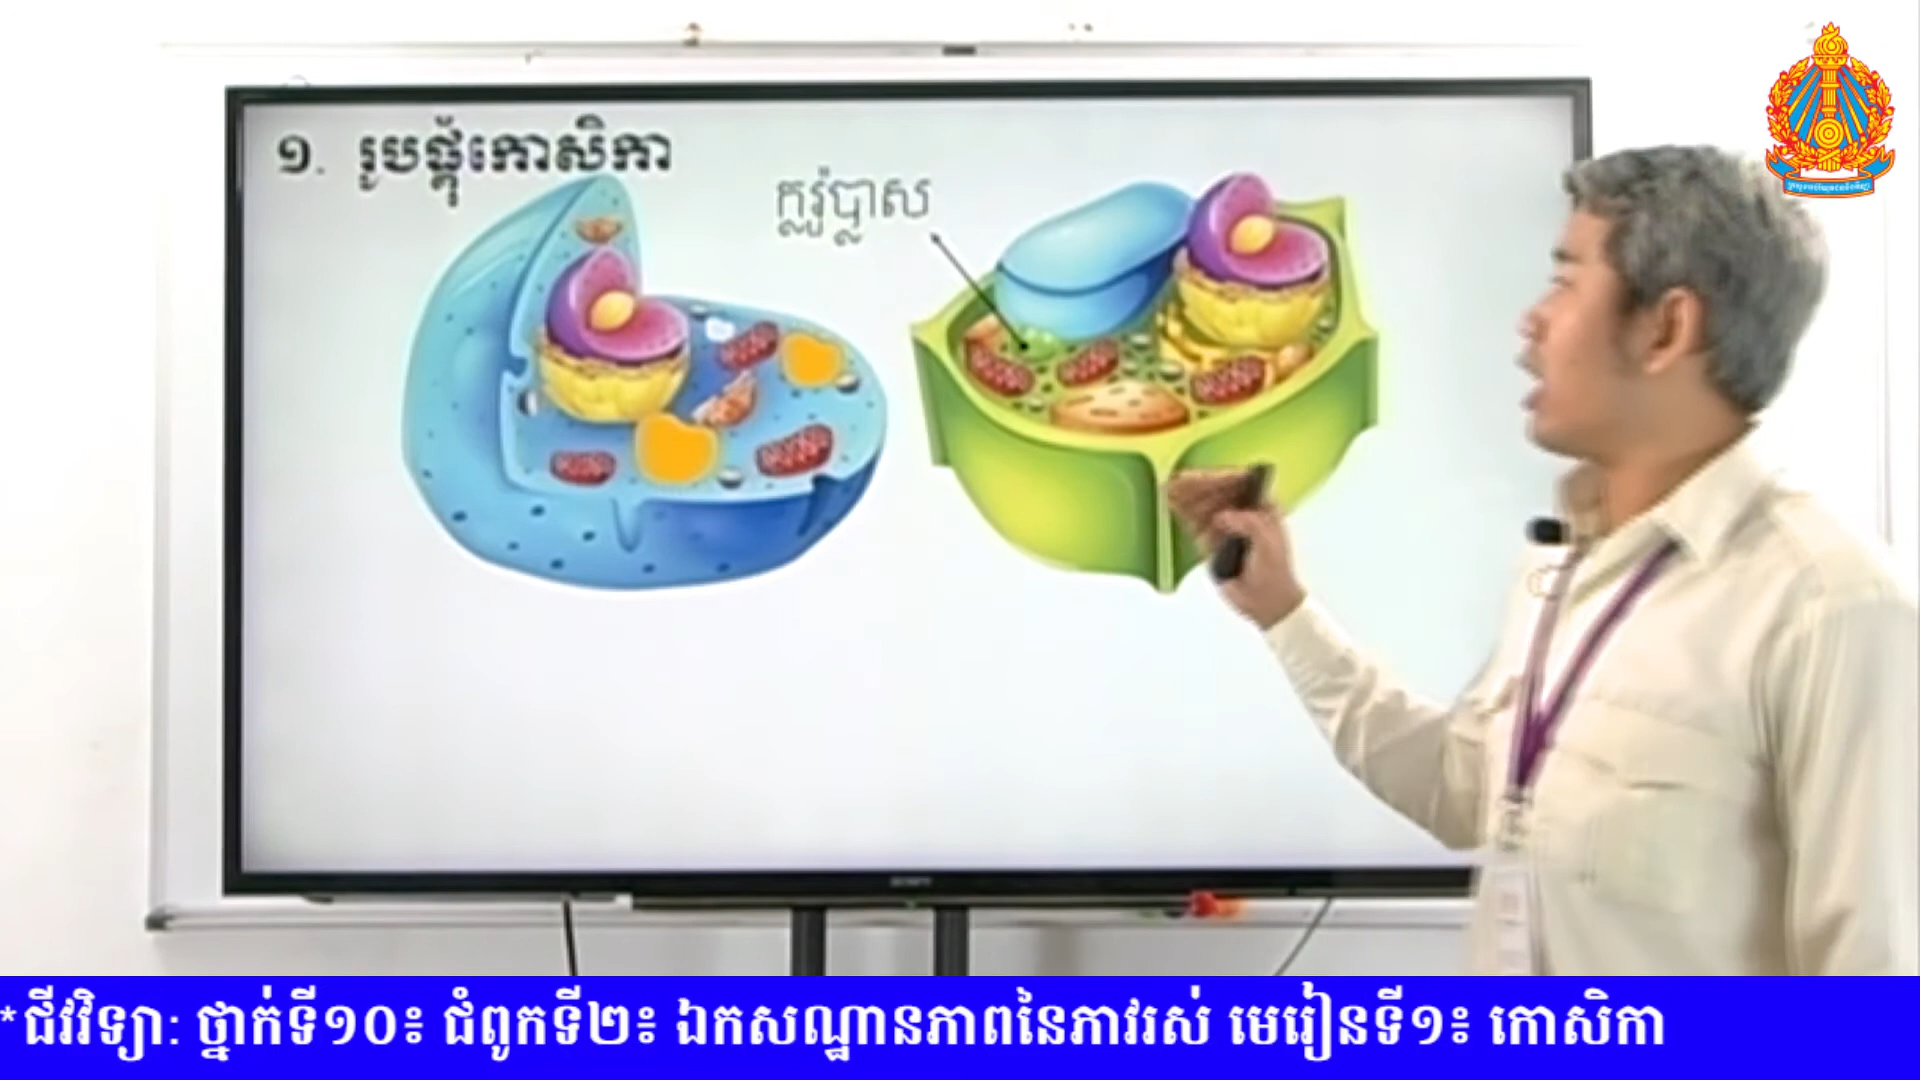 ១. រូបផ្គុំកោសិកា
ក្លរ៉ូប្លាស
*ជីវវិទ្យា: ថ្នាក់ទី១០៖ ជំពូកទី២៖ ឯកសណ្ឋានភាពនៃភាវរស់ មេរៀនទី១៖ កោសិកា